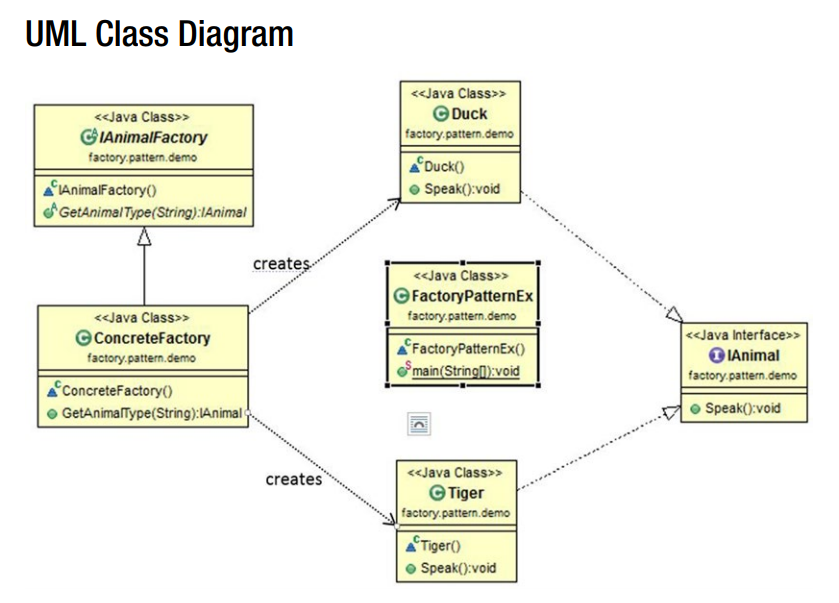 UML Class Diagram
<<Java Class>>
IAnimalFactory
factory.pattern.demo
IAnimalFactory()
GetAnimalType(String):IAnimal
<<Java Class>>
Duck
factory.pattern.demo
Duck()
Speak():void
creates
<<Java Class>>
FactoryPatternEx
factory.pattern.demo
FactoryPatternEx()
main(String[]):void
<<Java Class>>
ConcreteFactory
factory.pattern.demo
ConcreteFactory()
GetAnimalType(String):IAnimal
<<Java Interface>>
IAnimal
factory.pattern.demo
Speak():void
creates
<<Java Class>>
Tiger
factory.pattern.demo
Tiger()
Speak():void